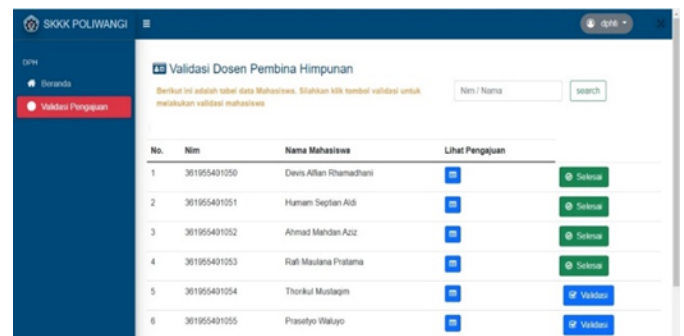 SKKK POLIWANGI
dphti
DPH
Beranda
Validasi Pengajuan
Validasi Dosen Pembina Himpunan
Berikut ini adalah tabel data Mahasiswa. Silahkan klik tombol validasi untuk
melakukan validasi mahasiswa
Nim / Nama
search
No. Nim Nama Mahasiswa Lihat Pengajuan
1 361955401050 Devis Alfian Rhamadhani Selesai
2 361955401051 Humam Septian Aldi Selesai
3 361955401052 Ahmad Mahdan Aziz Selesai
4 361955401053 Rafi Maulana Pratama Selesai
5 361955401054 Thorikul Mustaqim Validasi
6 361955401055 Prasetyo Waluyo Validasi